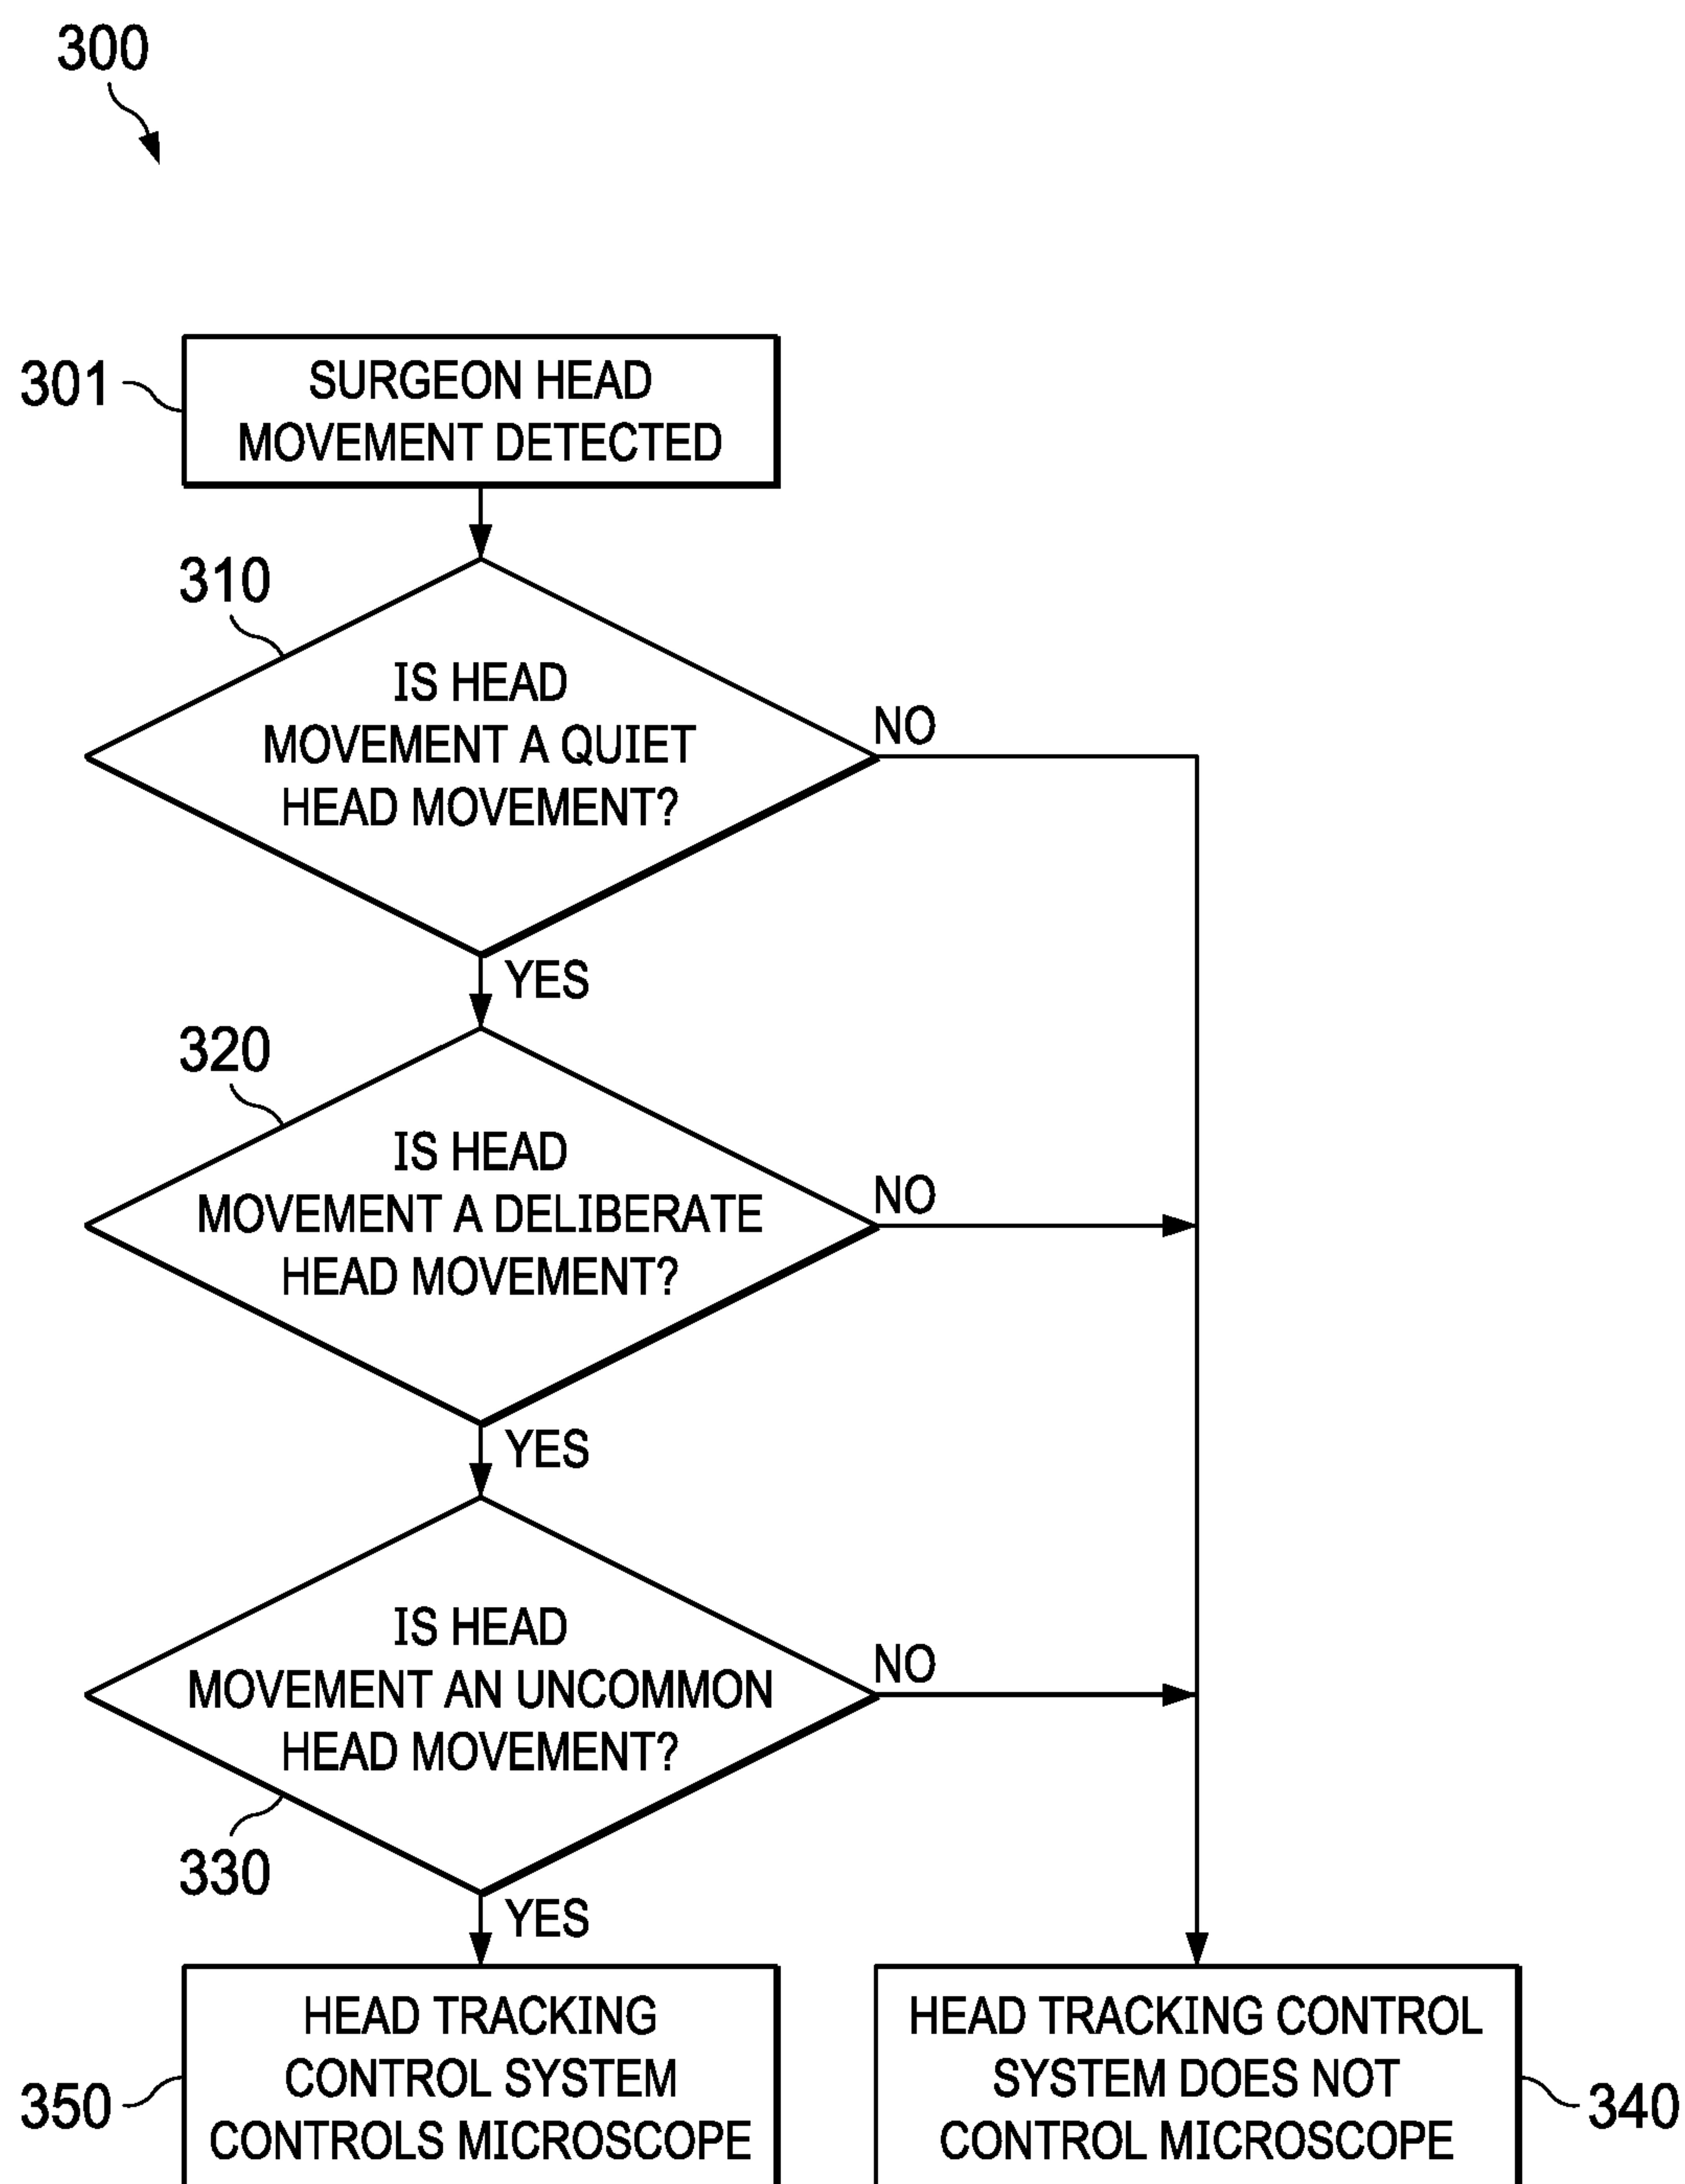 300
301
SURGEON HEAD
MOVEMENT DETECTED
310
IS HEAD
MOVEMENT A QUIET
HEAD MOVEMENT?
NO
YES
320
IS HEAD
MOVEMENT A DELIBERATE
HEAD MOVEMENT?
NO
YES
IS HEAD
MOVEMENT AN UNCOMMON
HEAD MOVEMENT?
NO
330
YES
350
HEAD TRACKING
CONTROL SYSTEM
CONTROLS MICROSCOPE
HEAD TRACKING CONTROL
SYSTEM DOES NOT
CONTROL MICROSCOPE
340